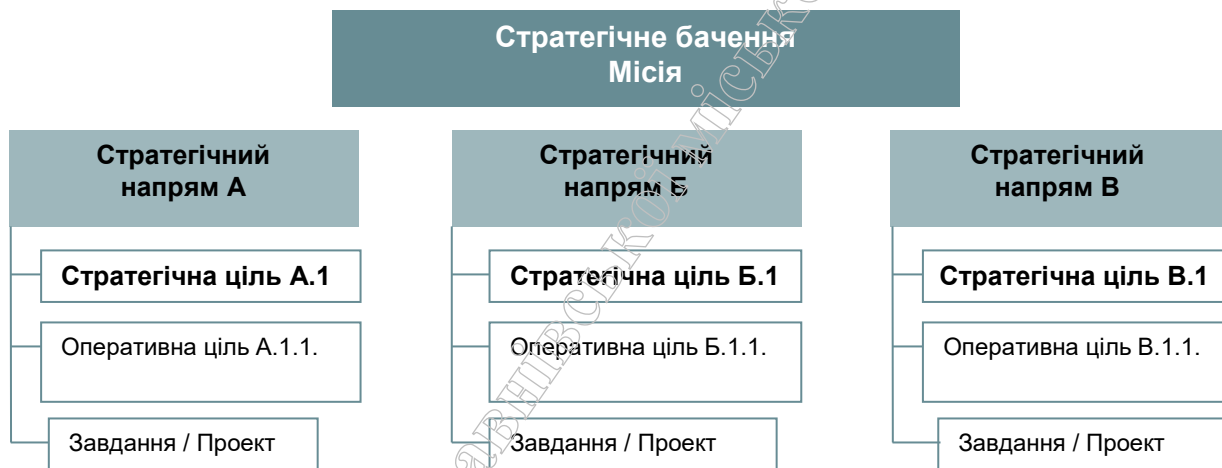 Стратегічне бачення
Місія
Стратегічний
напрям А
Стратегічний
напрям Б
Стратегічний
напрям В
Стратегічна ціль А.1
Стратегічна ціль Б.1
Стратегічна ціль В.1
Оперативна ціль А.1.1.
Оперативна ціль Б.1.1.
Оперативна ціль В.1.1.
Завдання / Проект
Завдання / Проект
Завдання / Проект